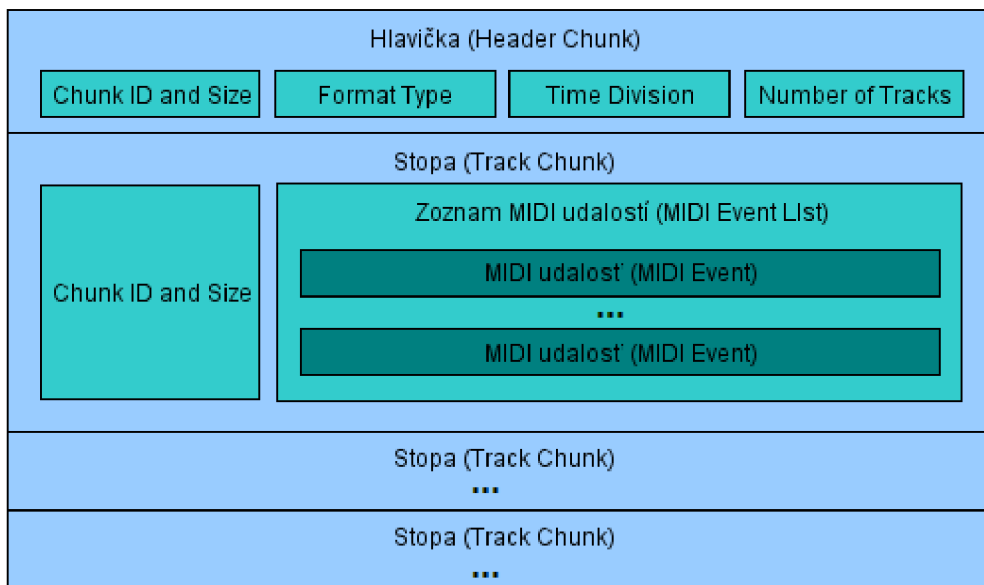 Hlavička (Header Chunk)
Chunk ID and Size
Format Type
Time Division
Number of Tracks
Stopa (Track Chunk)
Chunk ID and Size
Zoznam MIDI udalostí (MIDI Event LIst)
MIDI udalosť (MIDI Event)
...
MIDI udalosť (MIDI Event)
Stopa (Track Chunk)
...
Stopa (Track Chunk)
...